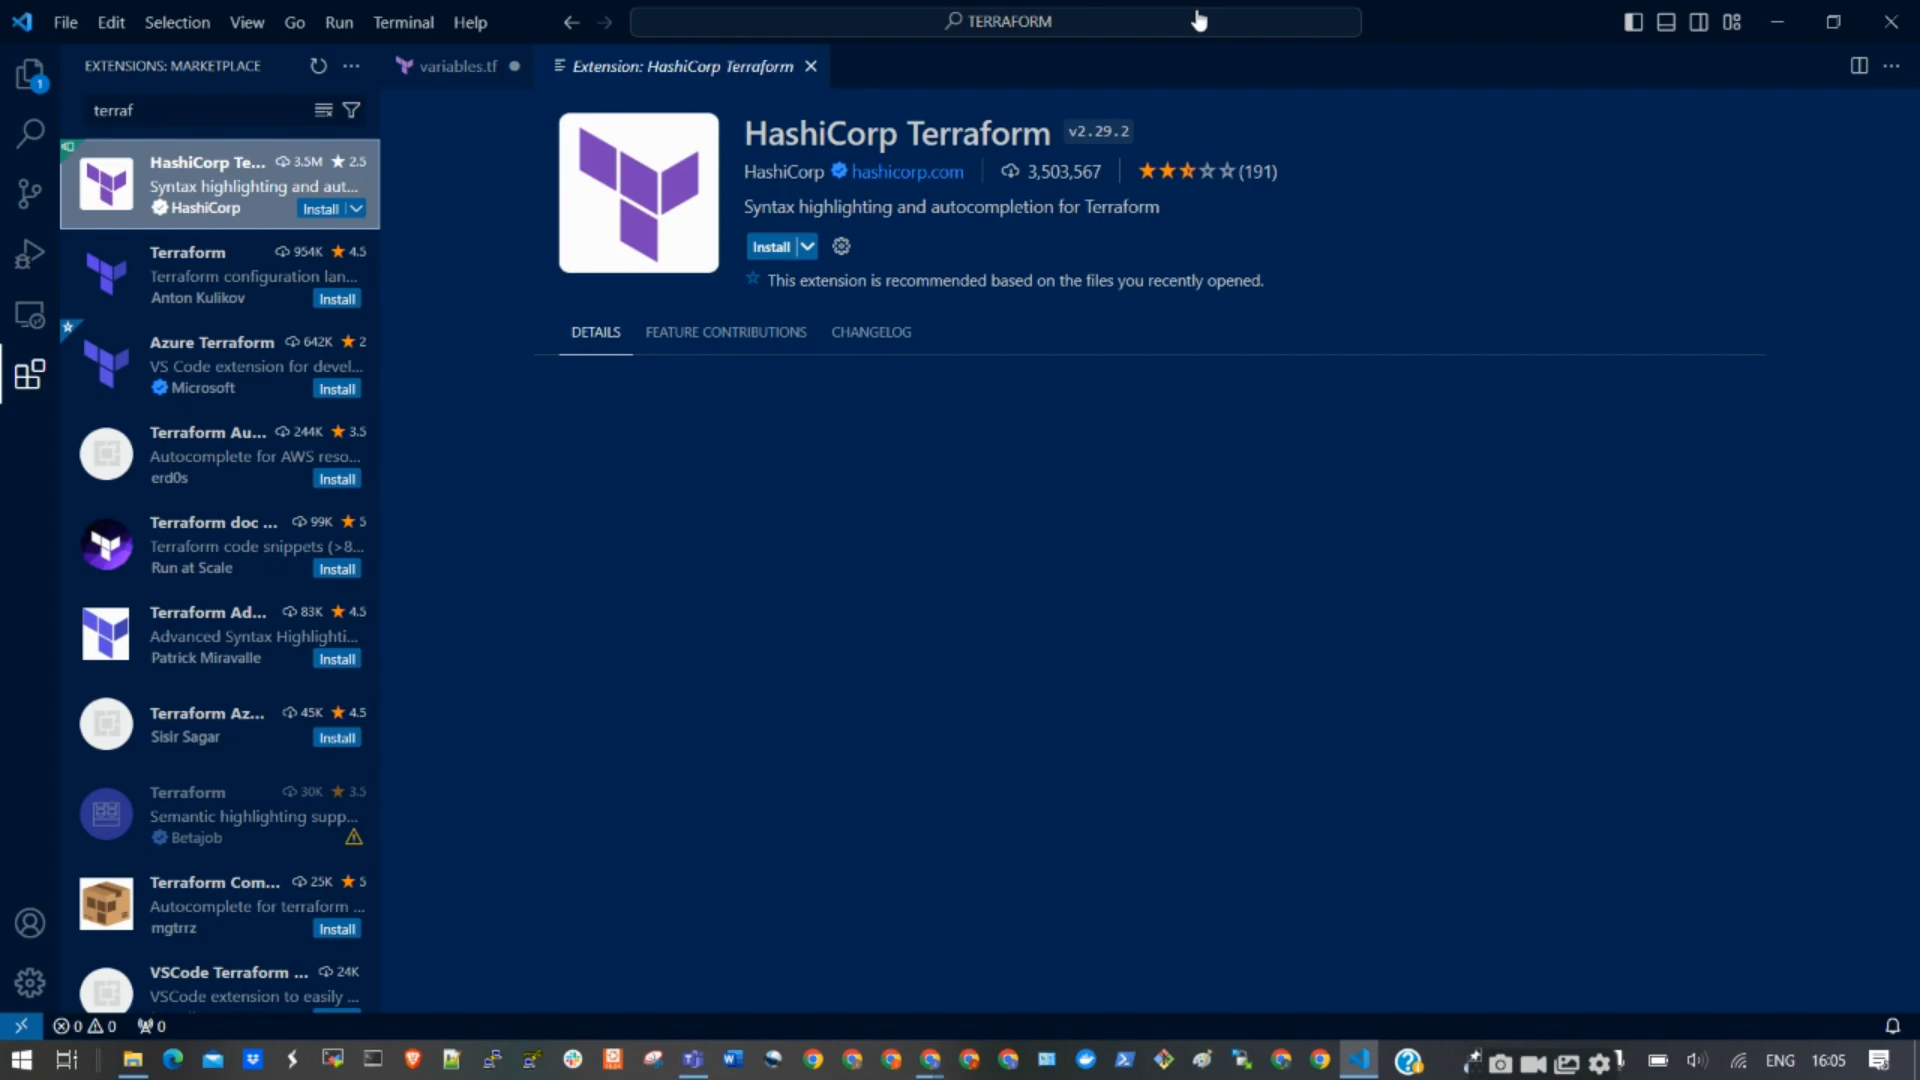 File Edit Selection View Go Run Terminal Help
TERRAFORM
EXTENSIONS: MARKETPLACE
variables.tf
Extension: HashiCorp Terraform
terraf
1
HashiCorp Te... 3.5M 2.5
Syntax highlighting and aut...
HashiCorp Install
Terraform 954K 4.5
Terraform configuration lan...
Anton Kulikov Install
Azure Terraform 642K 2
VS Code extension for devel...
Microsoft Install
Terraform Au... 244K 3.5
Autocomplete for AWS reso...
erd0s Install
Terraform doc ... 99K 5
Terraform code snippets (>8...
Run at Scale Install
Terraform Ad... 83K 4.5
Advanced Syntax Highlighti...
Patrick Miravalle Install
Terraform Az... 45K 4.5
Sisir Sagar Install
Terraform 30K 3.5
Semantic highlighting supp...
Betajob
Terraform Com... 25K 5
Autocomplete for terraform ...
mgtrrz Install
VSCode Terraform ... 24K
VSCode extension to easily ...
HashiCorp Terraform v2.29.2
HashiCorp hashicorp.com 3,503,567 (191)
Syntax highlighting and autocompletion for Terraform
Install
This extension is recommended based on the files you recently opened.
DETAILS FEATURE CONTRIBUTIONS CHANGELOG
0 0 0
ENG 16:05